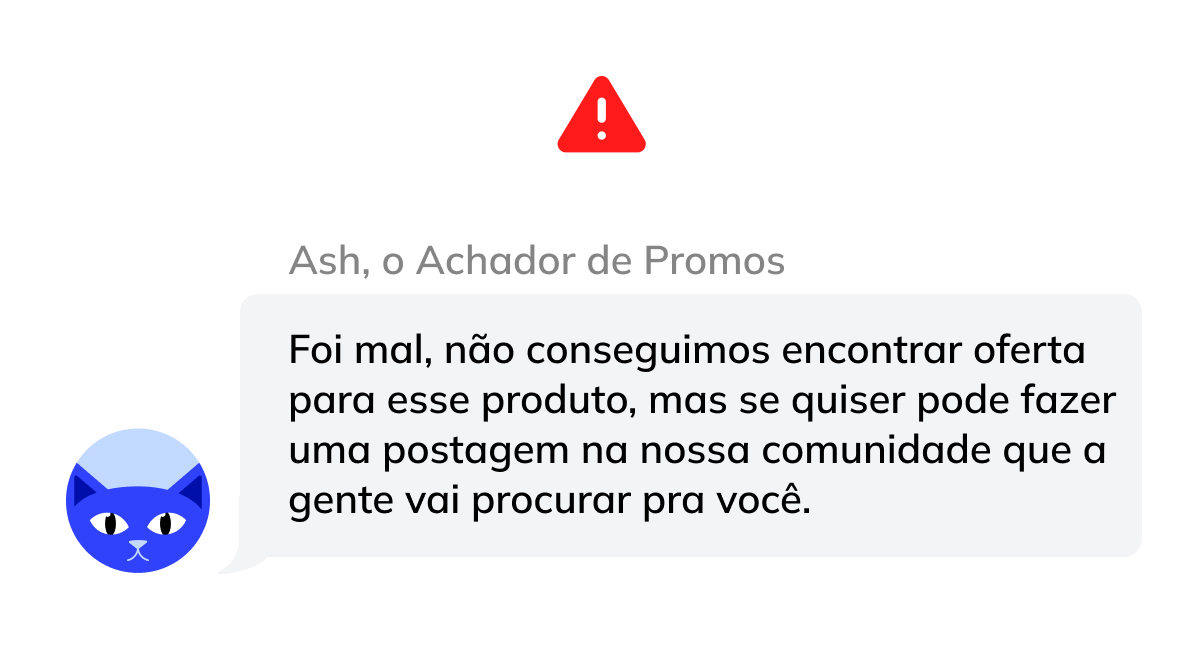 Ash, o Achador de Promos
Foi mal, não conseguimos encontrar oferta
para esse produto, mas se quiser pode fazer
uma postagem na nossa comunidade que a
gente vai procurar pra você.